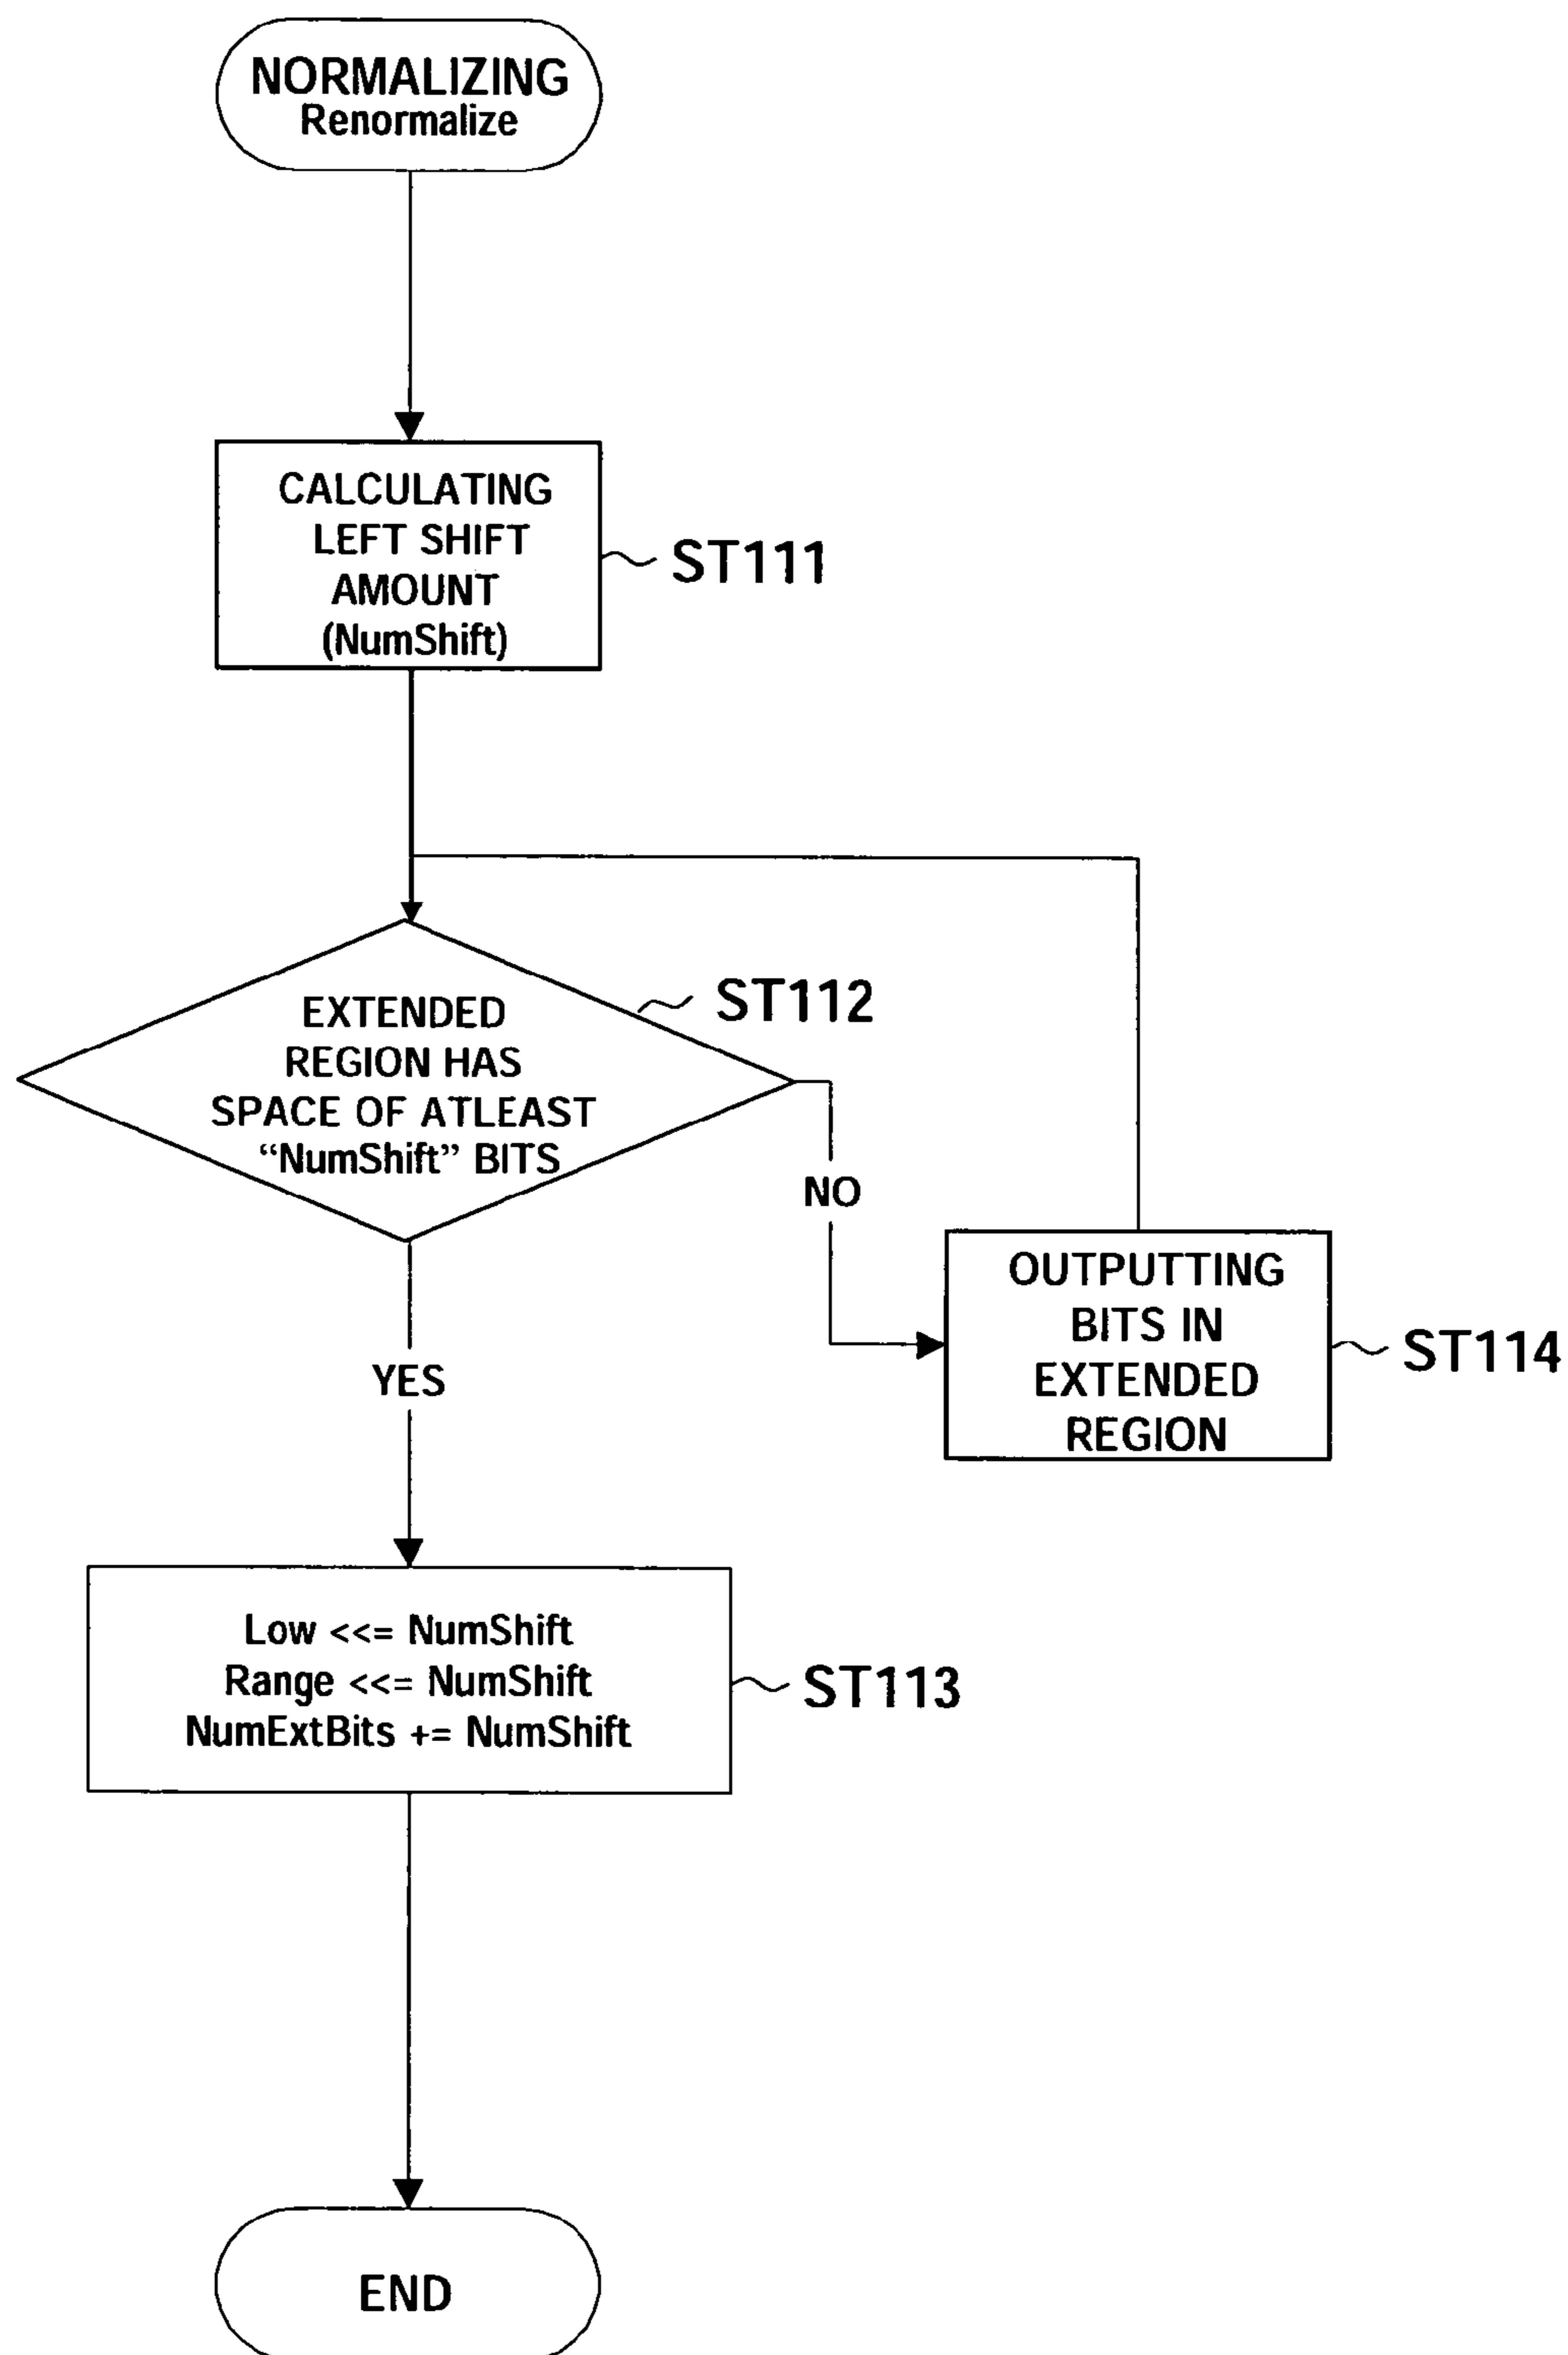 NORMALIZING
Renormalize
CALCULATING
LEFT SHIFT
AMOUNT
(NumShift)
ST111
ST112
EXTENDED
REGION HAS
SPACE OF ATLEAST
“NumShift” BITS
NO
OUTPUTTING
BITS IN
EXTENDED
REGION
ST114
YES
Low <<= NumShift
Range <<= NumShift
NumExtBits += NumShift
ST113
END